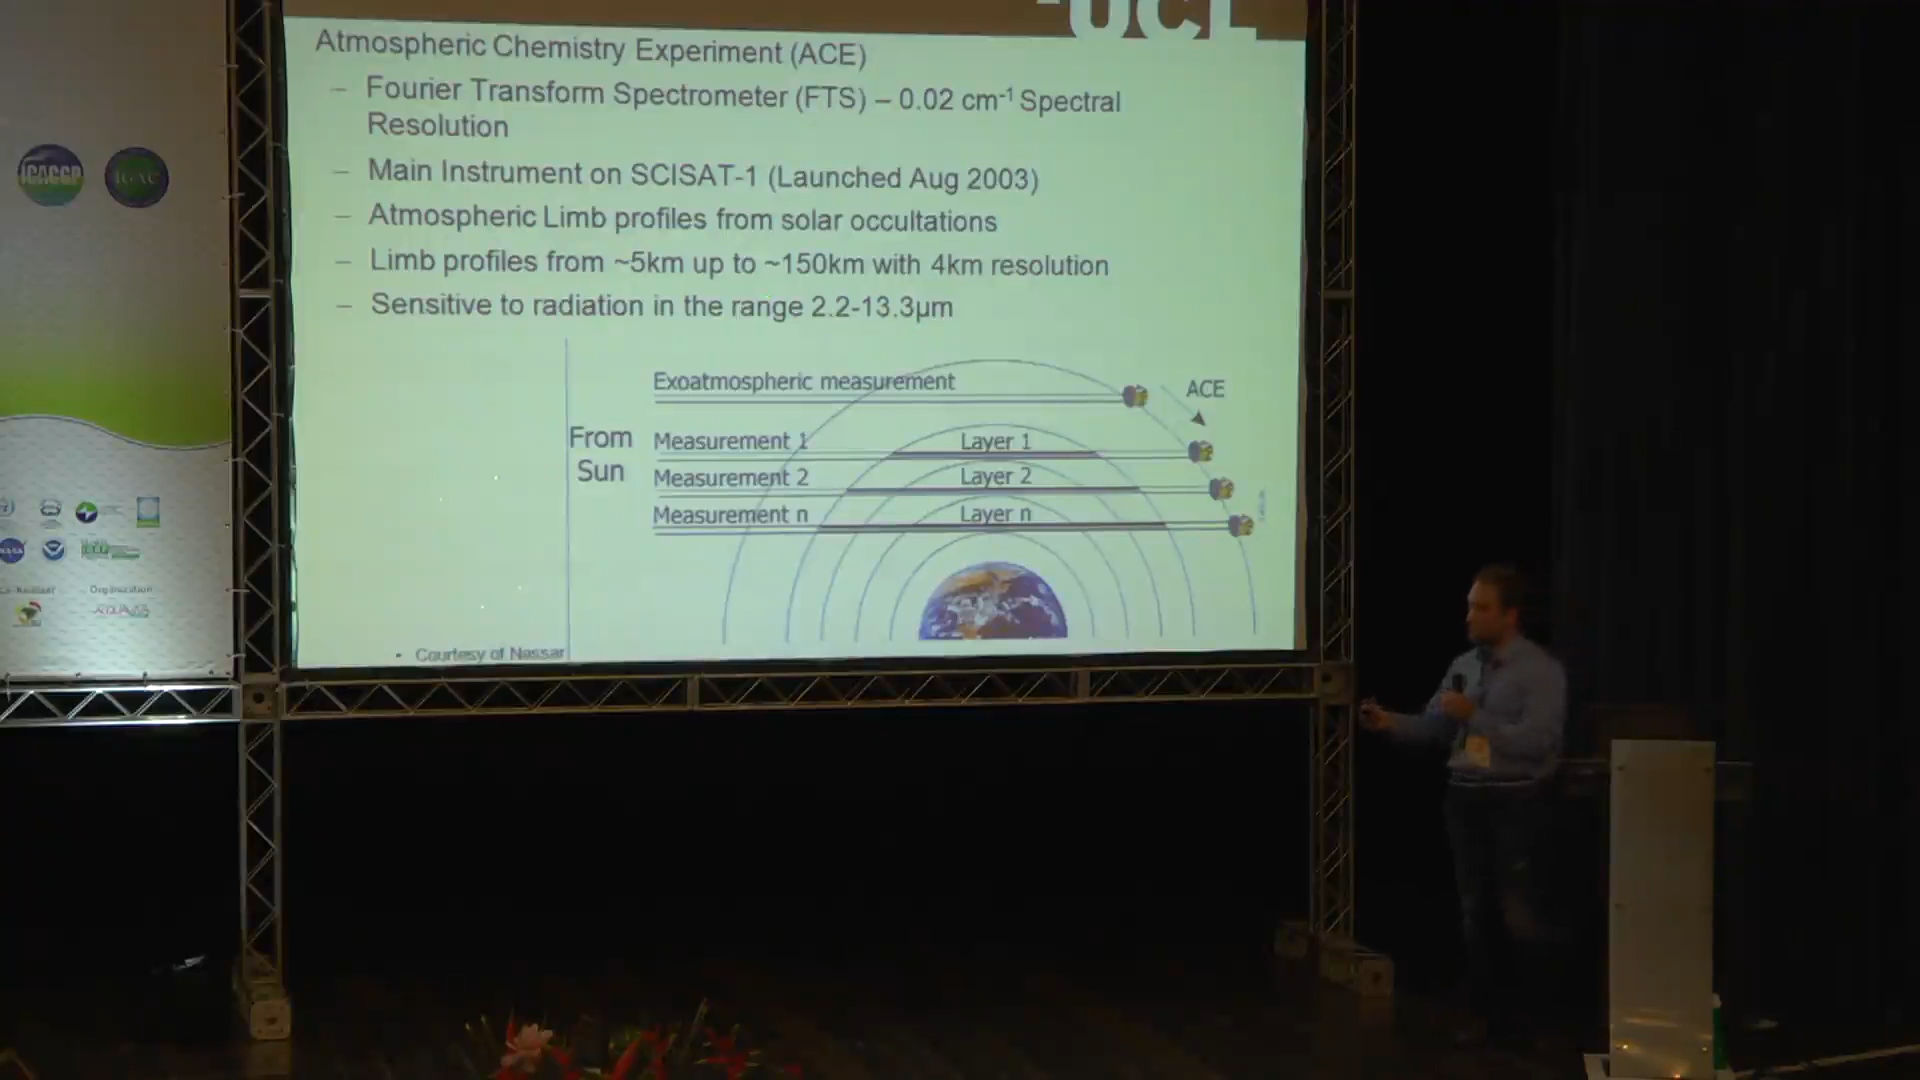 UCL
Atmospheric Chemistry Experiment (ACE)
– Fourier Transform Spectrometer (FTS) – 0.02 cm⁻¹ Spectral
Resolution
– Main Instrument on SCISAT-1 (Launched Aug 2003)
– Atmospheric Limb profiles from solar occultations
– Limb profiles from ~5km up to ~150km with 4km resolution
– Sensitive to radiation in the range 2.2-13.3µm
Exoatmospheric measurement
ACE
From
Sun
Measurement 1
Layer 1
Measurement 2
Layer 2
Measurement n
Layer n
• Courtesy of Nassar
iCACGP
IGAC
NASA
Organization